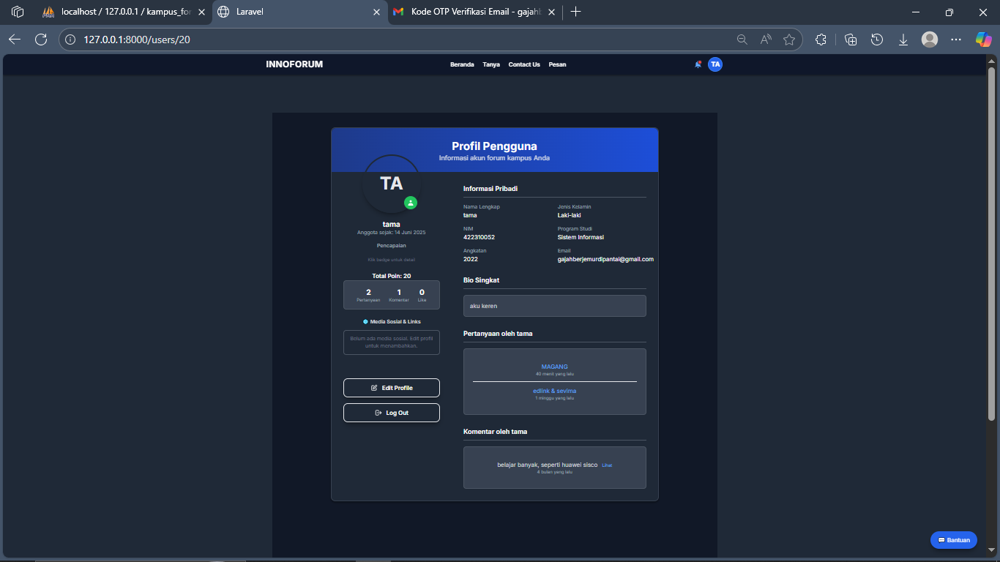 localhost / 127.0.0.1 / kampus_for
Laravel
Kode OTP Verifikasi Email - gajahb
127.0.0.1:8000/users/20
INNOFORUM
Beranda Tanya Contact Us Pesan
TA
Profil Pengguna
Informasi akun forum kampus Anda
TA
tama
Anggota sejak: 14 Juni 2025
Pencapaian
Klik badge untuk detail
Total Poin: 20
2 1 0
Pertanyaan Komentar Like
Media Sosial & Links
Belum ada media sosial. Edit profil
untuk menambahkan.
Edit Profile
Log Out
Informasi Pribadi
Nama Lengkap Jenis Kelamin
tama Laki-laki
NIM Program Studi
422310052 Sistem Informasi
Angkatan Email
2022 gajahberjemurdipantai@gmail.com
Bio Singkat
aku keren
Pertanyaan oleh tama
MAGANG
40 menit yang lalu
edlink & sevima
1 minggu yang lalu
Komentar oleh tama
belajar banyak, seperti huawei sisco Lihat
4 bulan yang lalu
Bantuan